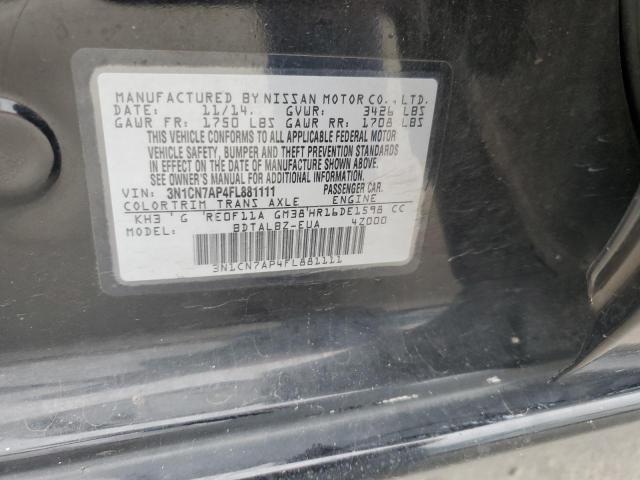 MANUFACTURED BY NISSAN MOTOR CO., LTD.
DATE: 11/14 GVWR: 3426 LBS
GAWR FR: 1750 LBS GAWR RR: 1708 LBS
THIS VEHICLE CONFORMS TO ALL APPLICABLE FEDERAL MOTOR
VEHICLE SAFETY, BUMPER AND THEFT PREVENTION STANDARDS
IN EFFECT ON THE DATE OF MANUFACTURE SHOWN ABOVE.
SEE OWNER'S MANUAL FOR ADDITIONAL INFORMATION.
VIN: 3N1CN7AP4FL881111 PASSENGER CAR
COLOR TRIM TRANS AXLE ENGINE
KH3 G RE0F11A GM38 HR16DE1598 CC
MODEL: BDTALBZ-EUA 42000
3N1CN7AP4FL881111